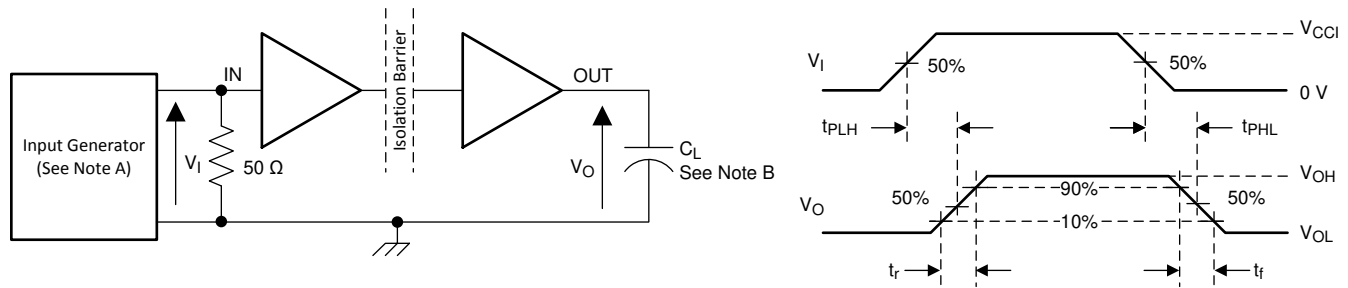 Input Generator
(See Note A)
V_I
IN
50 Ω
Isolation Barrier
OUT
V_O
C_L
See Note B
V_I
50%
50%
V_CCI
0 V
t_PLH
t_PHL
V_O
50%
90%
10%
50%
V_OH
V_OL
t_r
t_f